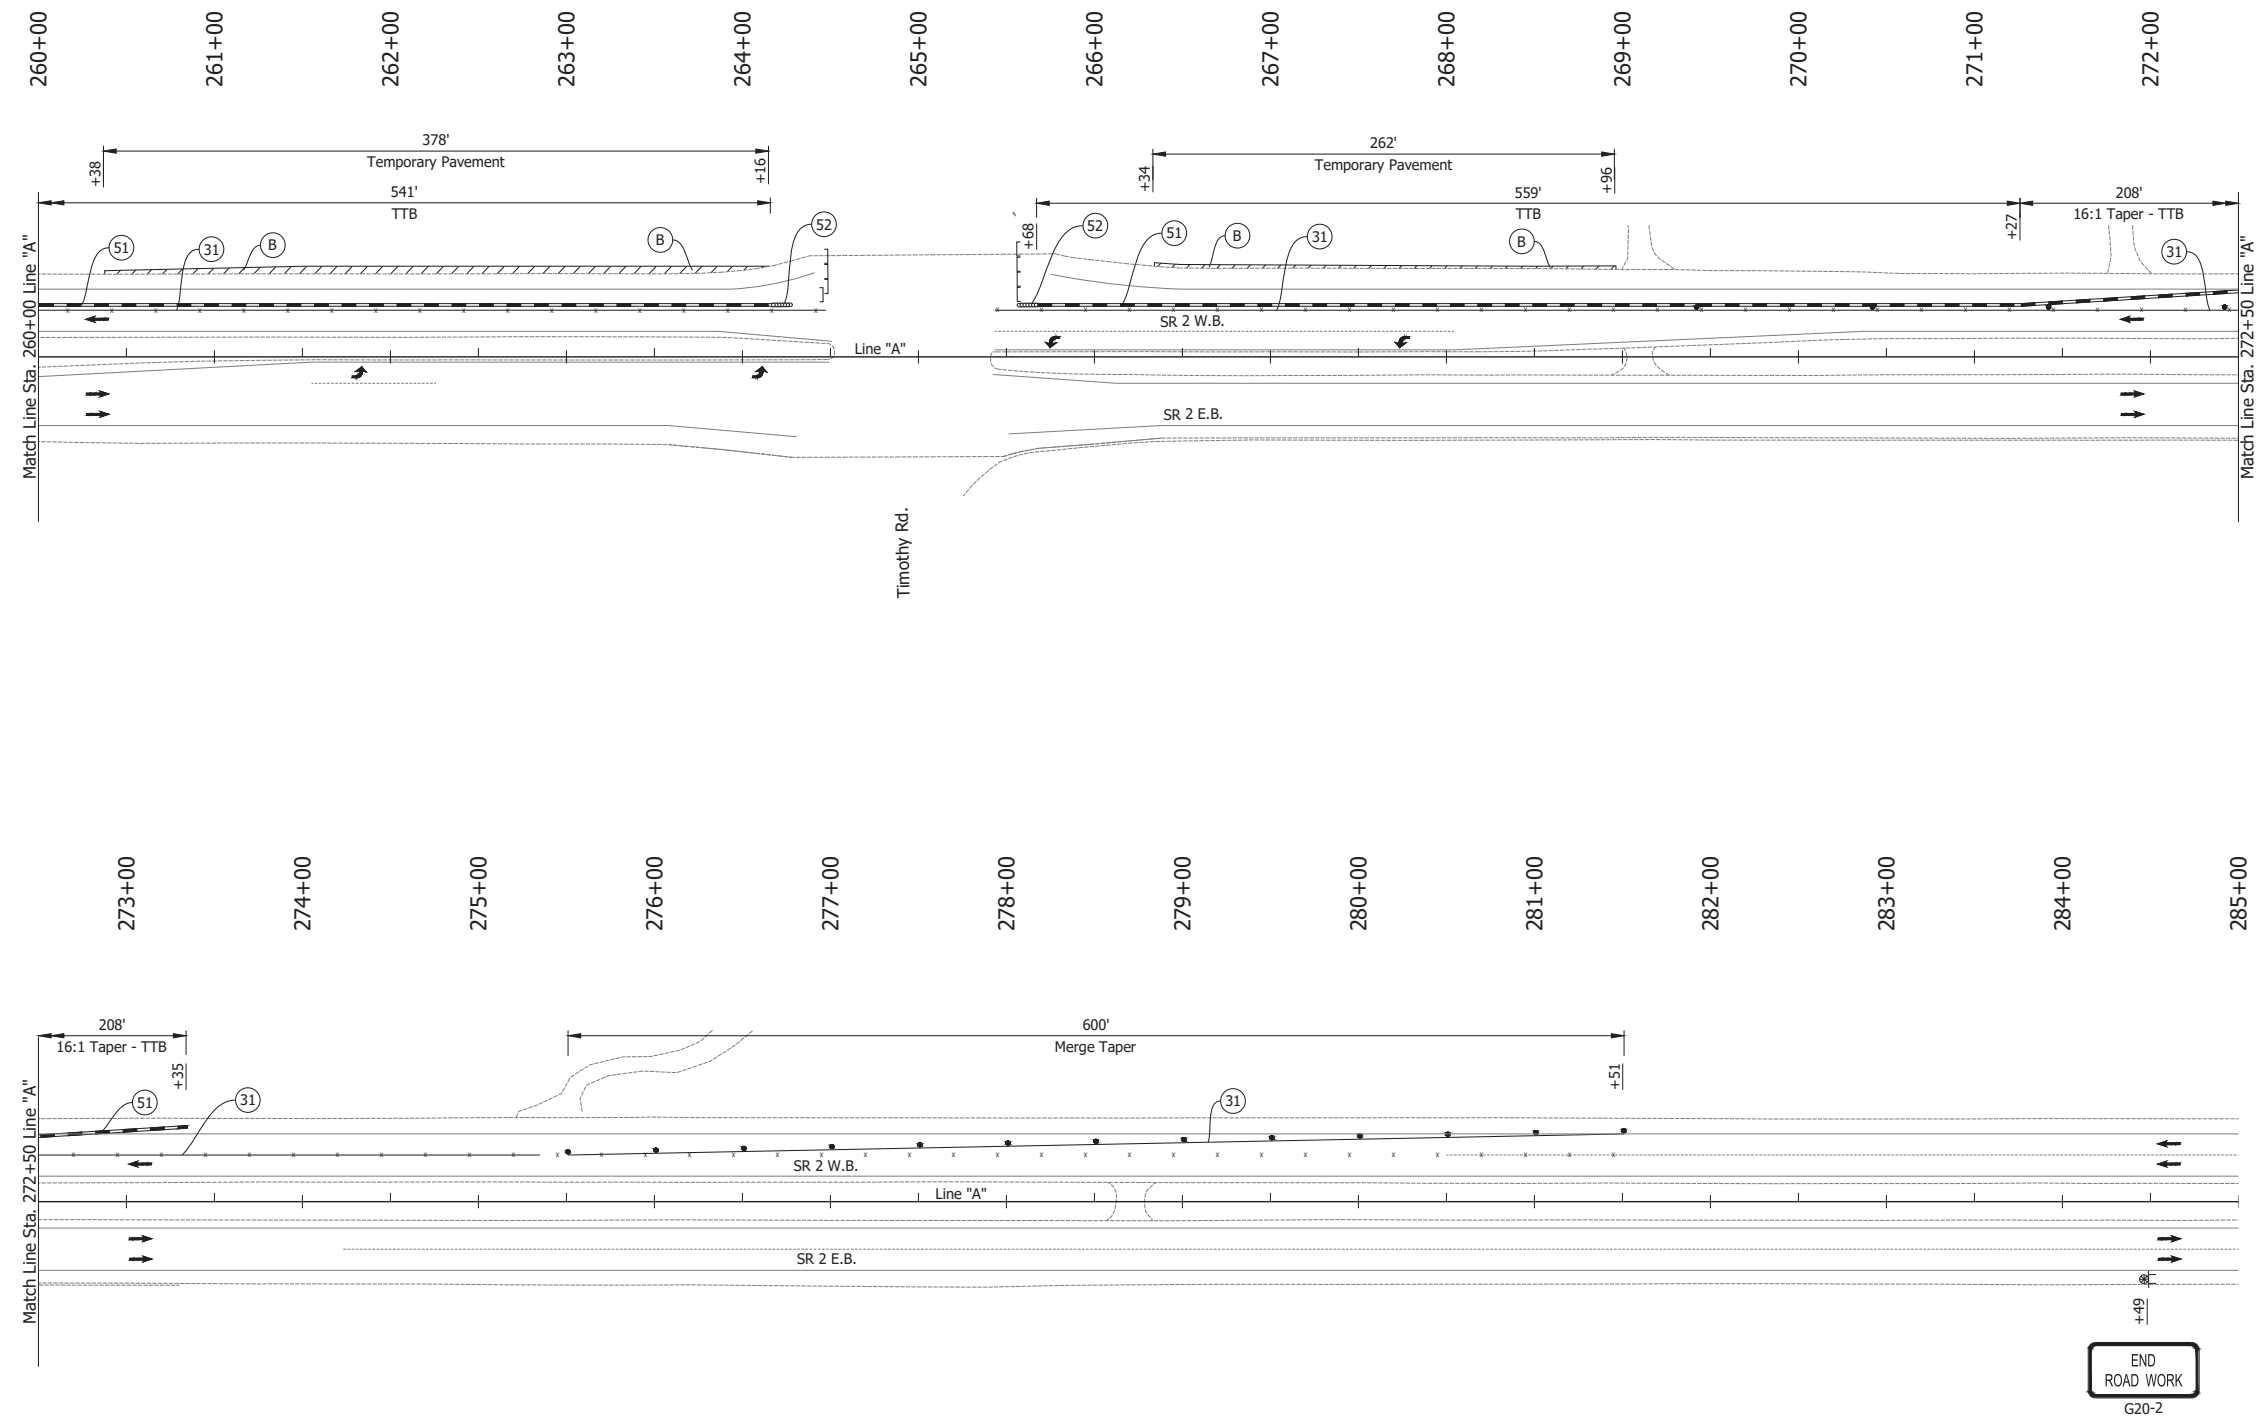 260+00 261+00 262+00 263+00 264+00 265+00 266+00 267+00 268+00 269+00 270+00 271+00 272+00
378' 262'
Temporary Pavement Temporary Pavement
+38 +16 +34 +96
541' 559' 208'
TTB TTB 16:1 Taper - TTB
+68 +27
51 31 B B 52 52 51 B 31 B 31
Match Line Sta. 260+00 Line "A"
Match Line Sta. 272+50 Line "A"
SR 2 W.B.
Line "A"
SR 2 E.B.
Timothy Rd.
273+00 274+00 275+00 276+00 277+00 278+00 279+00 280+00 281+00 282+00 283+00 284+00 285+00
208' 600'
16:1 Taper - TTB Merge Taper
+35 +51
51 31 31
Match Line Sta. 272+50 Line "A"
SR 2 W.B.
Line "A"
SR 2 E.B.
+49
END
ROAD WORK
G20-2